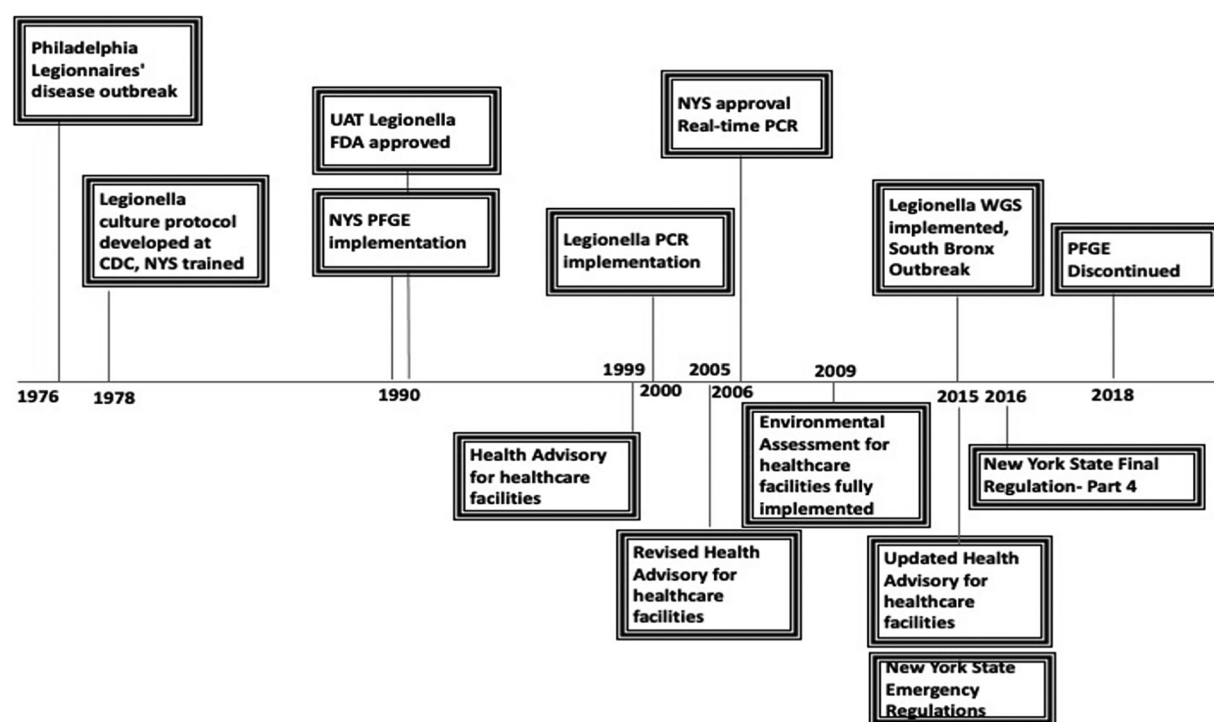 Philadelphia
Legionnaires'
disease outbreak
Legionella
culture protocol
developed at
CDC, NYS trained
UAT Legionella
FDA approved
NYS PFGE
implementation
Legionella PCR
implementation
NYS approval
Real-time PCR
Legionella WGS
implemented,
South Bronx
Outbreak
PFGE
Discontinued
1976
1978
1990
1999
2000
2005
2006
2009
2015
2016
2018
Health Advisory
for healthcare
facilities
Revised Health
Advisory for
healthcare
facilities
Environmental
Assessment for
healthcare
facilities fully
implemented
Updated Health
Advisory for
healthcare
facilities
New York State
Emergency
Regulations
New York State Final
Regulation- Part 4